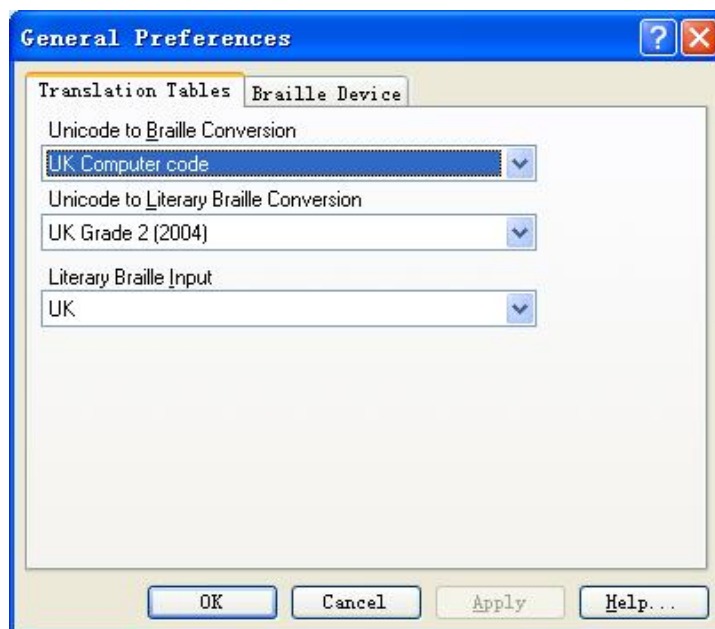 General Preferences
Translation Tables
Braille Device
Unicode to Braille Conversion
UK Computer code
Unicode to Literary Braille Conversion
UK Grade 2 (2004)
Literary Braille Input
UK
OK
Cancel
Apply
Help...